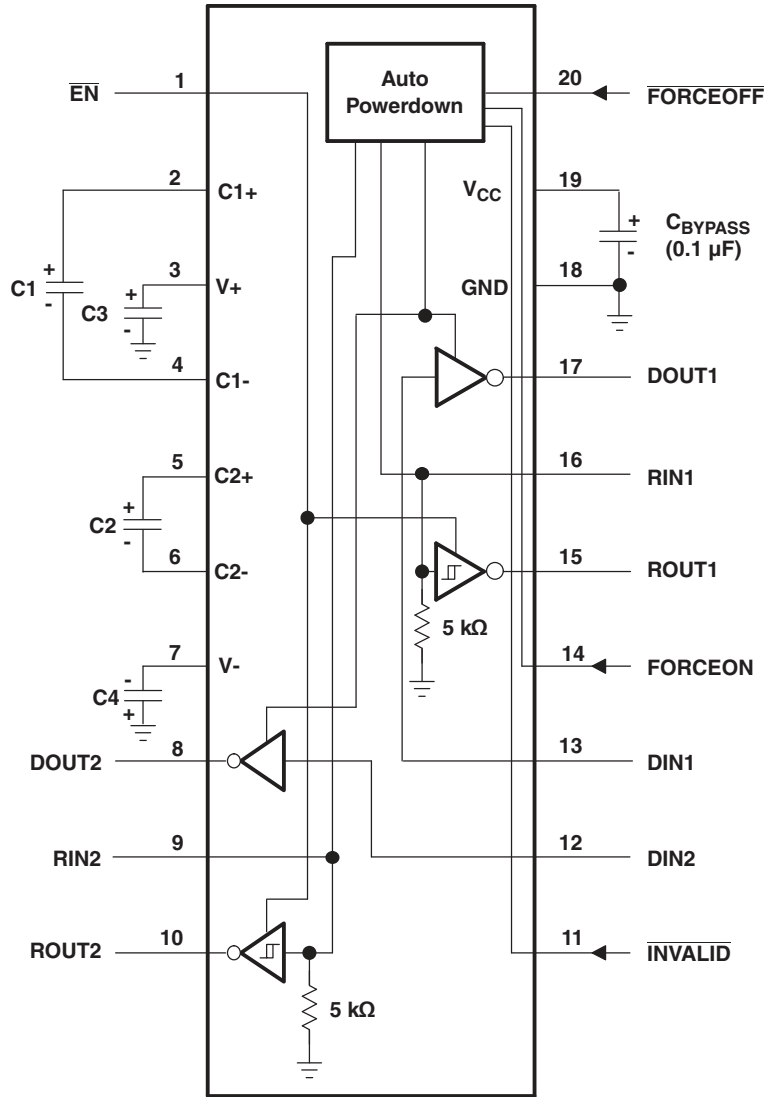 Auto
Powerdown
EN 1
20 FORCEOFF
2 C1+
VCC 19
+
-
CBYPASS
(0.1 µF)
C1
+
-
3 V+
+
-
C3
GND 18
4 C1-
17 DOUT1
5 C2+
16 RIN1
C2
+
-
6 C2-
15 ROUT1
5 kΩ
7 V-
14 FORCEON
C4
-
+
DOUT2 8
13 DIN1
RIN2 9
12 DIN2
ROUT2 10
11 INVALID
5 kΩ